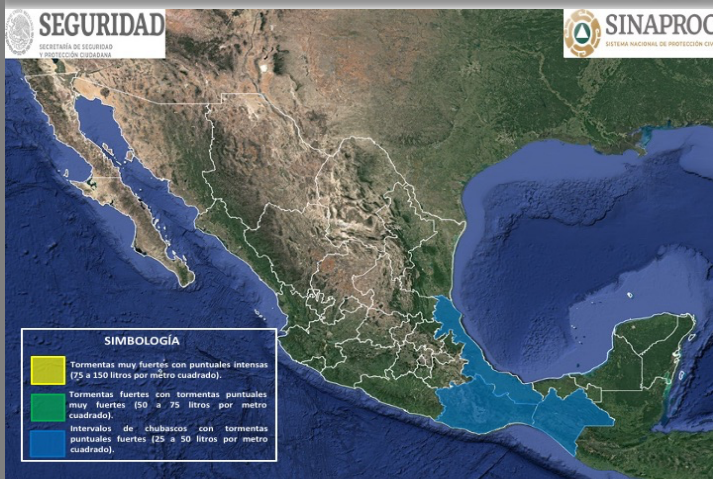 SEGURIDAD
SECRETARÍA DE SEGURIDAD
Y PROTECCIÓN CIUDADANA
SINAPROC
SISTEMA NACIONAL DE PROTECCIÓN CIV
SIMBOLOGÍA
Tormentas muy fuertes con puntuales intensas
(75 a 150 litros por metro cuadrado).
Tormentas fuertes con tormentas puntuales
muy fuertes (50 a 75 litros por metro
cuadrado).
Intervalos de chubascos con tormentas
puntuales fuertes (25 a 50 litros por metro
cuadrado).